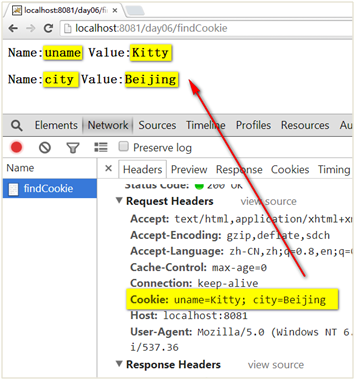 localhost:8081/day06/find
localhost:8081/day06/findCookie
Name:uname Value:Kitty
Name:city Value:Beijing
Elements Network Sources Timeline Profiles Resources
Preserve log
Name × Headers Preview Response Cookies Timing
findCookie
Status Code: 200 OK
Request Headers view source
Accept: text/html,application/xhtml+x
Accept-Encoding: gzip,deflate,sdch
Accept-Language: zh-CN,zh;q=0.8,en;q=0
Cache-Control: max-age=0
Connection: keep-alive
Cookie: uname=Kitty; city=Beijing
Host: localhost:8081
User-Agent: Mozilla/5.0 (Windows NT 6.
i/537.36
Response Headers view source